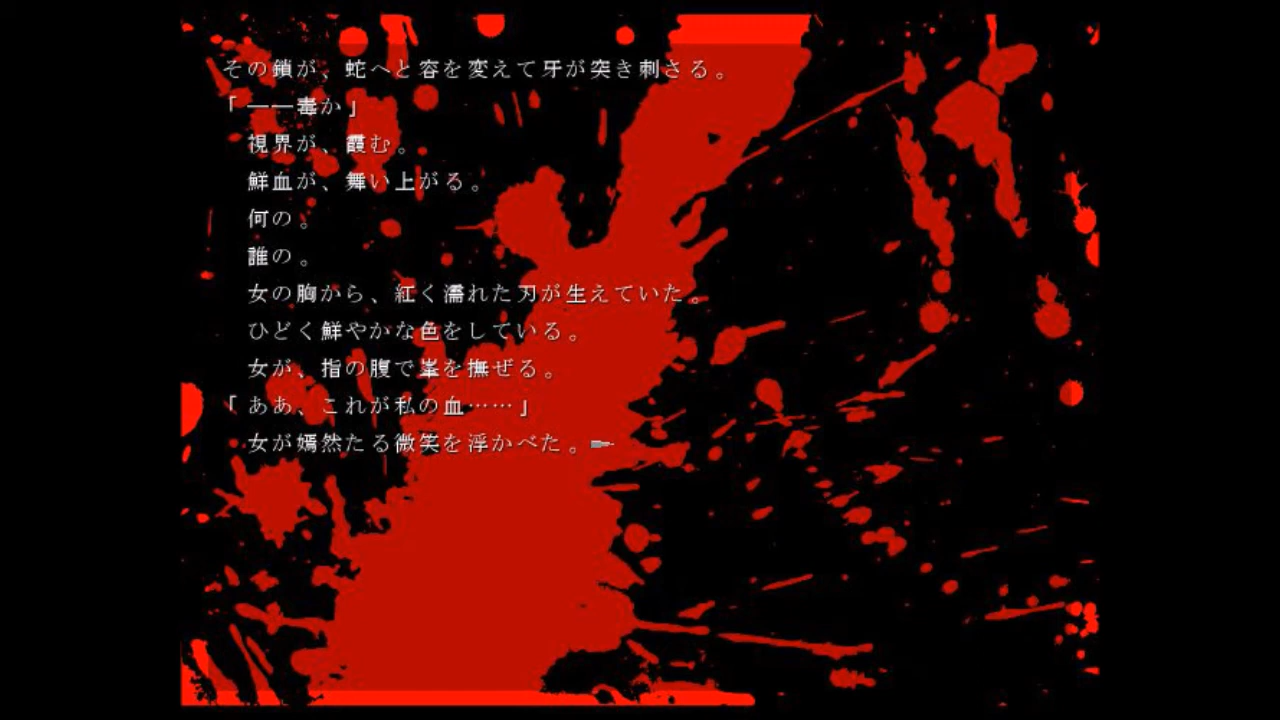 その鎖が、蛇へと容を変えて牙が突き刺さる。
「――毒か」
視界が、霞む。
鮮血が、舞い上がる。
何の。
誰の。
女の胸から、紅く濡れた刃が生えていた。
ひどく鮮やかな色をしている。
女が、指の腹で峯を撫ぜる。
「ああ、これが私の血……」
女が嫣然たる微笑を浮かべた。